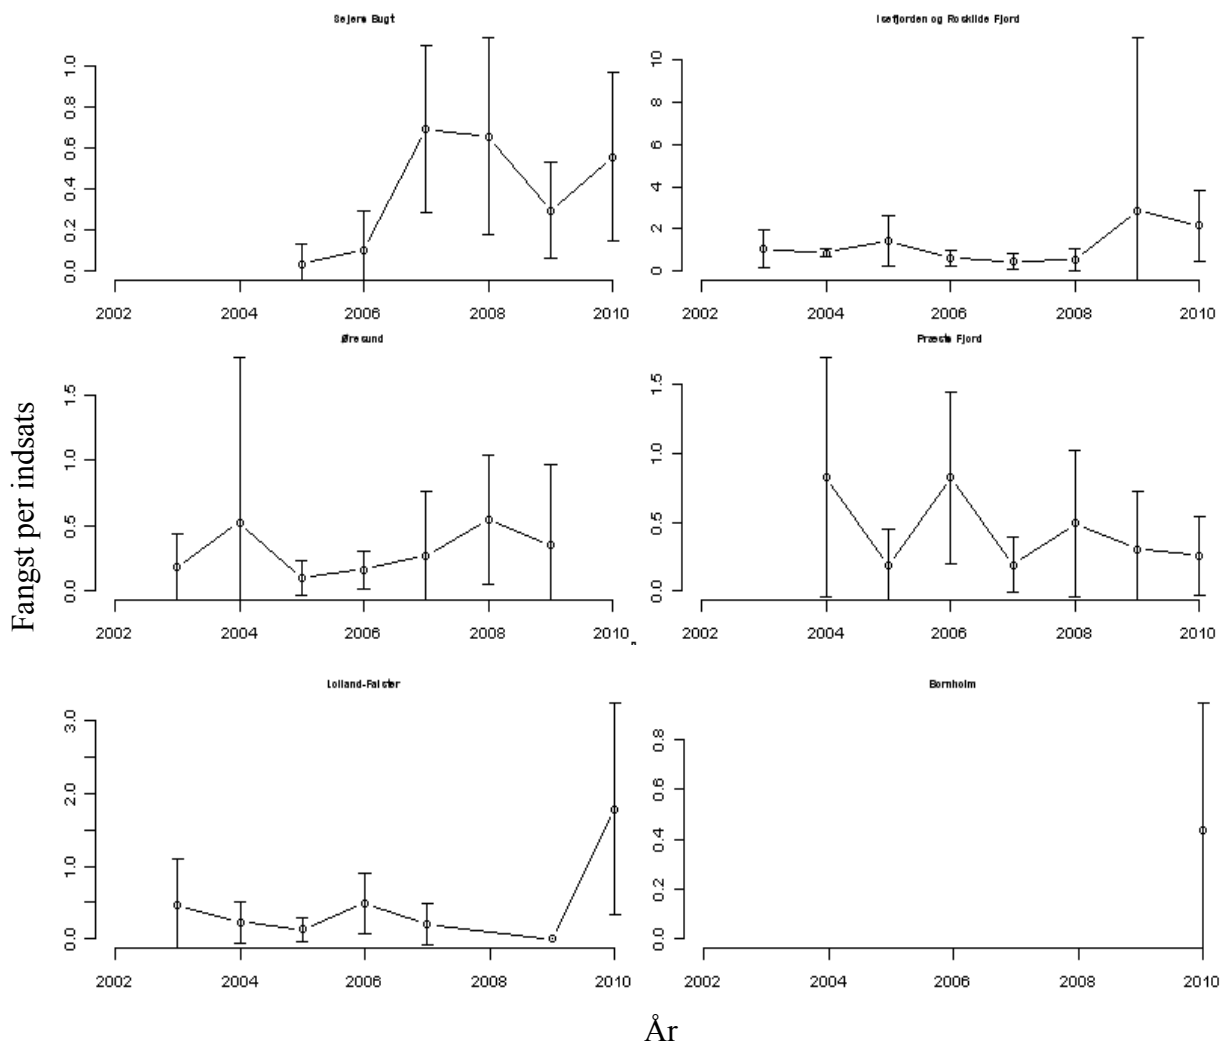 Sejerø Bugt
Isefjorden og Roskilde Fjord
0.0 0.2 0.4 0.6 0.8 1.0
0 2 4 6 8 10
2002 2004 2006 2008 2010
2002 2004 2006 2008 2010
Øresund
Præstø Fjord
0.0 0.5 1.0 1.5
0.0 0.5 1.0 1.5
2002 2004 2006 2008 2010
2002 2004 2006 2008 2010
Fangst per indsats
Lolland-Falster
Bornholm
0.0 1.0 2.0 3.0
0.0 0.2 0.4 0.6 0.8
2002 2004 2006 2008 2010
2002 2004 2006 2008 2010
År